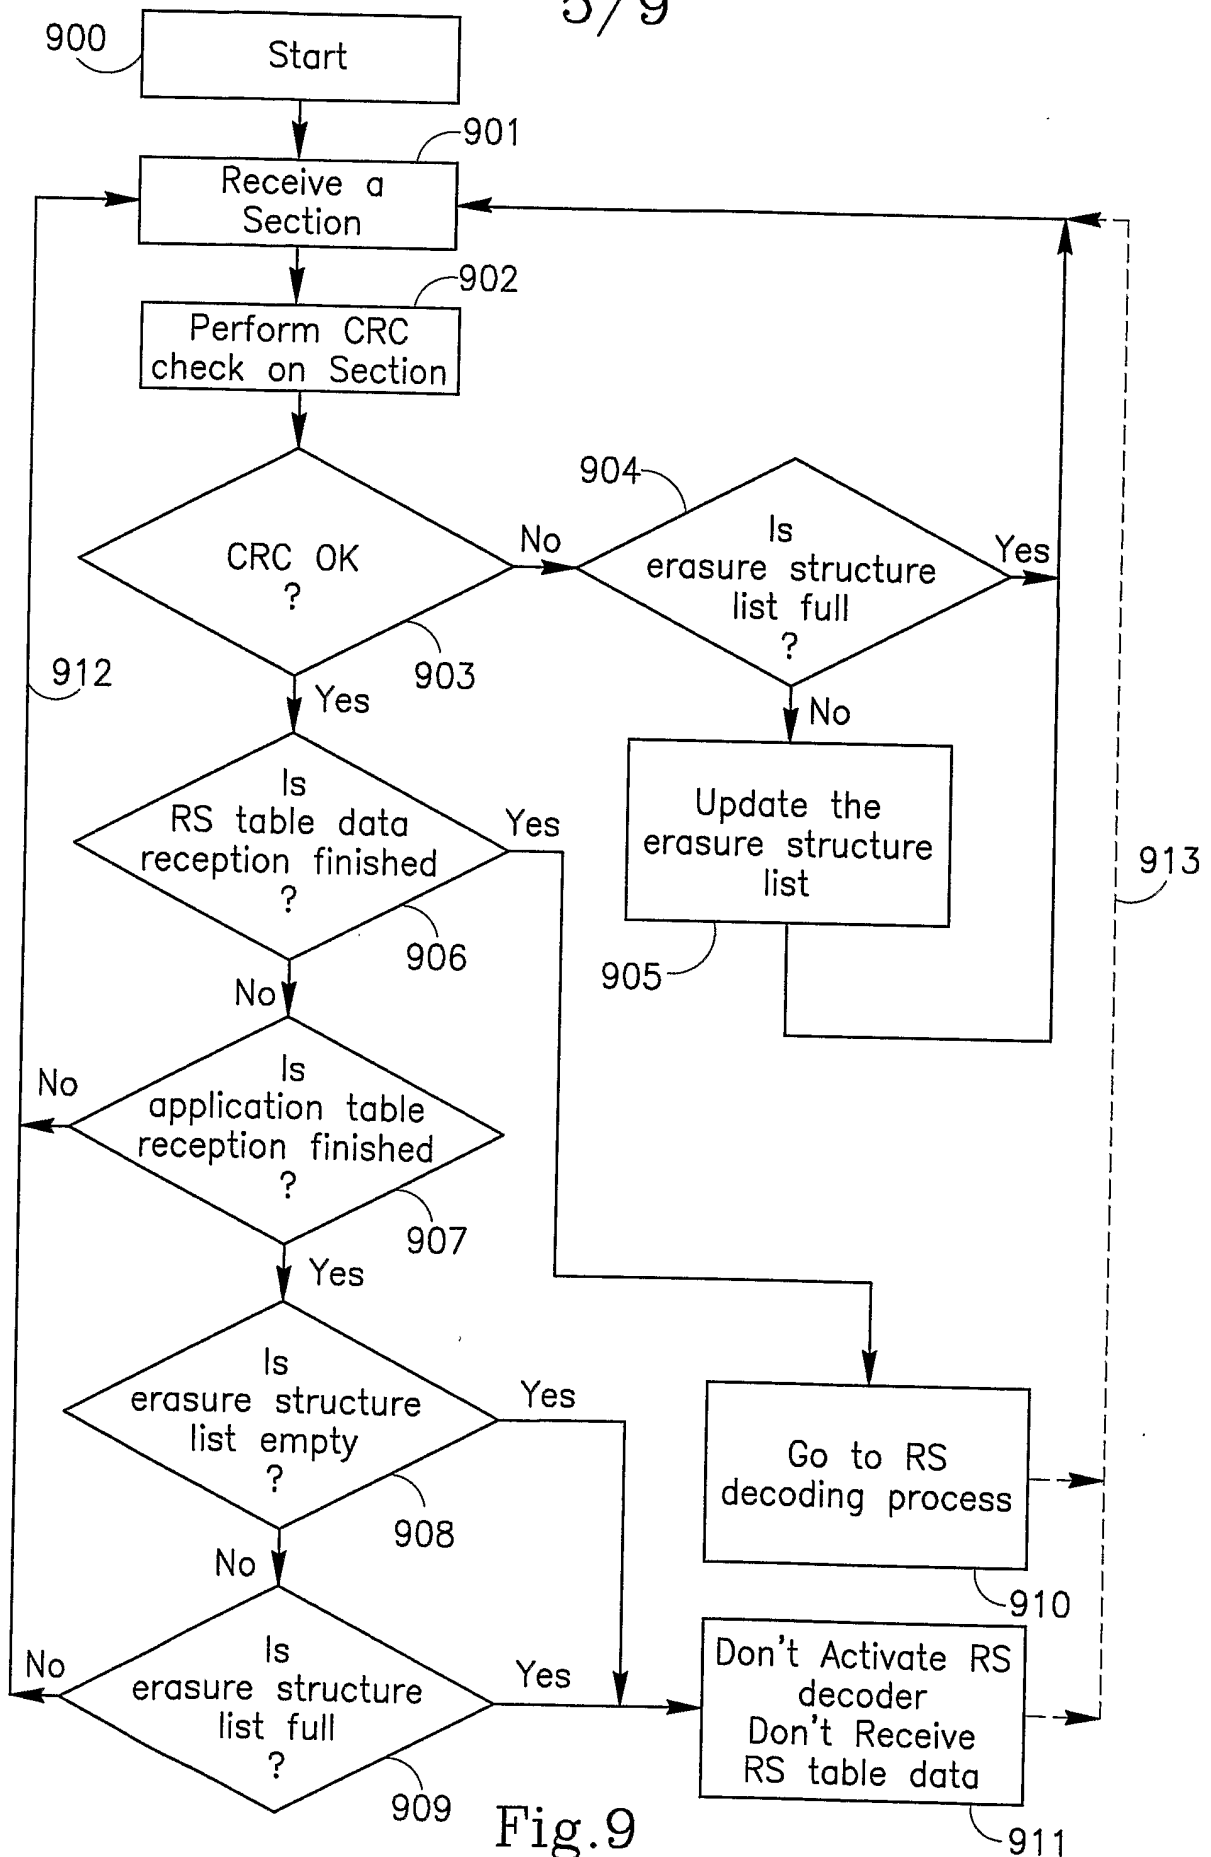 5/9
900
Start
901
Receive a
Section
902
Perform CRC
check on Section
CRC OK
?
903
No
904
Is
erasure structure
list full
?
Yes
912
Yes
No
Update the
erasure structure
list
905
913
Is
RS table data
reception finished
?
Yes
906
No
Is
application table
reception finished
?
No
907
Yes
Is
erasure structure
list empty
?
Yes
908
No
Go to RS
decoding process
910
Is
erasure structure
list full
?
No
Yes
909
Don't Activate RS
decoder
Don't Receive
RS table data
911
Fig.9